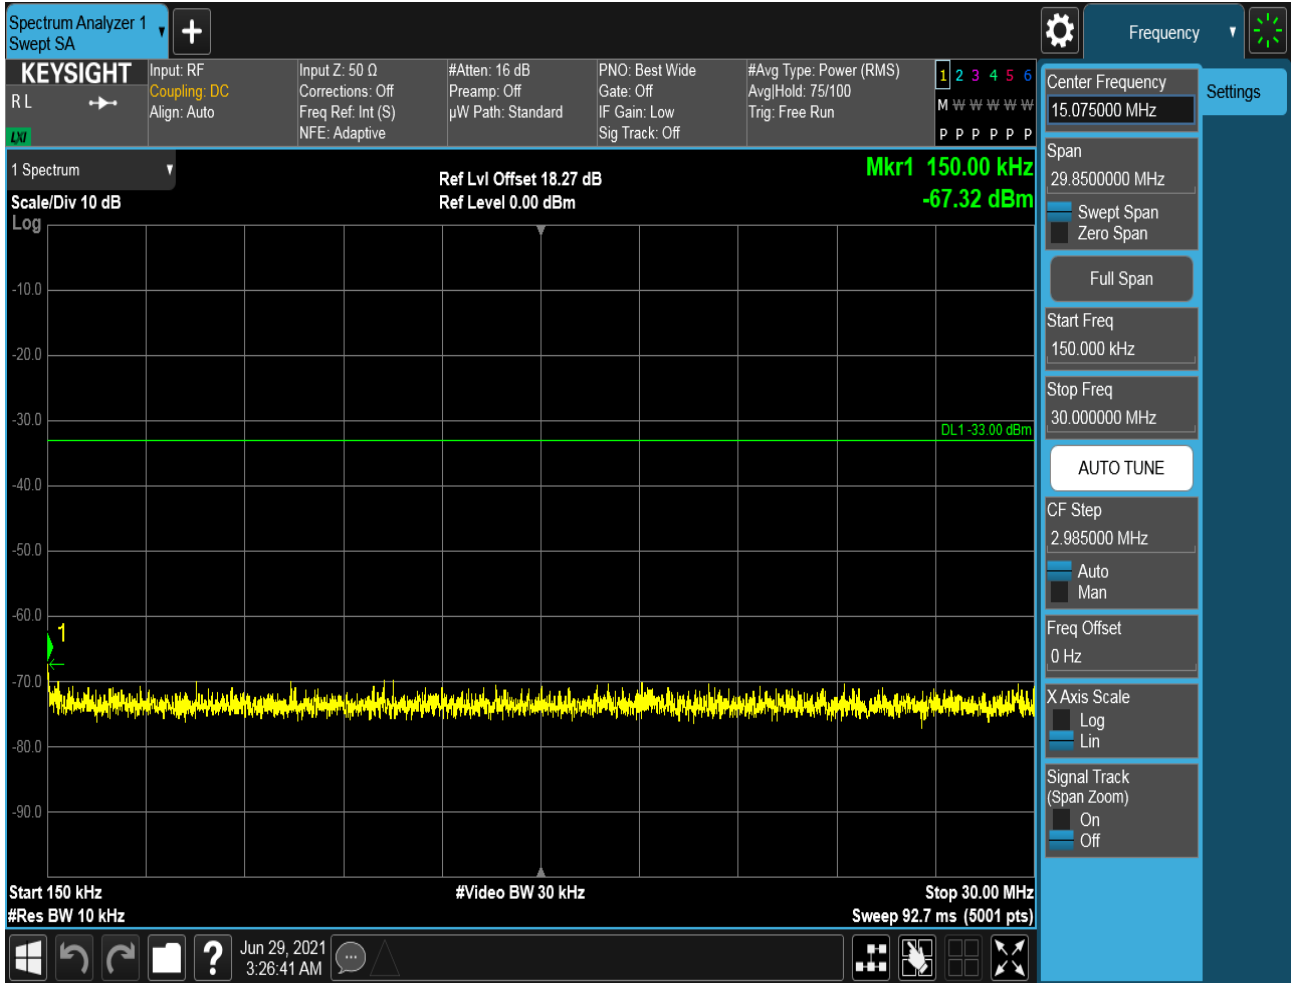 Spectrum Analyzer 1
Swept SA
Frequency
KEYSIGHT
R L
LXI
Input: RF
Coupling: DC
Align: Auto
Input Z: 50 Ω
Corrections: Off
Freq Ref: Int (S)
NFE: Adaptive
#Atten: 16 dB
Preamp: Off
µW Path: Standard
PNO: Best Wide
Gate: Off
IF Gain: Low
Sig Track: Off
#Avg Type: Power (RMS)
Avg|Hold: 75/100
Trig: Free Run
1 2 3 4 5 6
M W W W W W
P P P P P P
1 Spectrum
Scale/Div 10 dB
Log
Ref Lvl Offset 18.27 dB
Ref Level 0.00 dBm
Mkr1 150.00 kHz
-67.32 dBm
-10.0
-20.0
-30.0
DL1 -33.00 dBm
-40.0
-50.0
-60.0
1
-70.0
-80.0
-90.0
Start 150 kHz
#Video BW 30 kHz
Stop 30.00 MHz
#Res BW 10 kHz
Sweep 92.7 ms (5001 pts)
Center Frequency
15.075000 MHz
Settings
Span
29.8500000 MHz
Swept Span
Zero Span
Full Span
Start Freq
150.000 kHz
Stop Freq
30.000000 MHz
AUTO TUNE
CF Step
2.985000 MHz
Auto
Man
Freq Offset
0 Hz
X Axis Scale
Log
Lin
Signal Track
(Span Zoom)
On
Off
?
Jun 29, 2021
3:26:41 AM